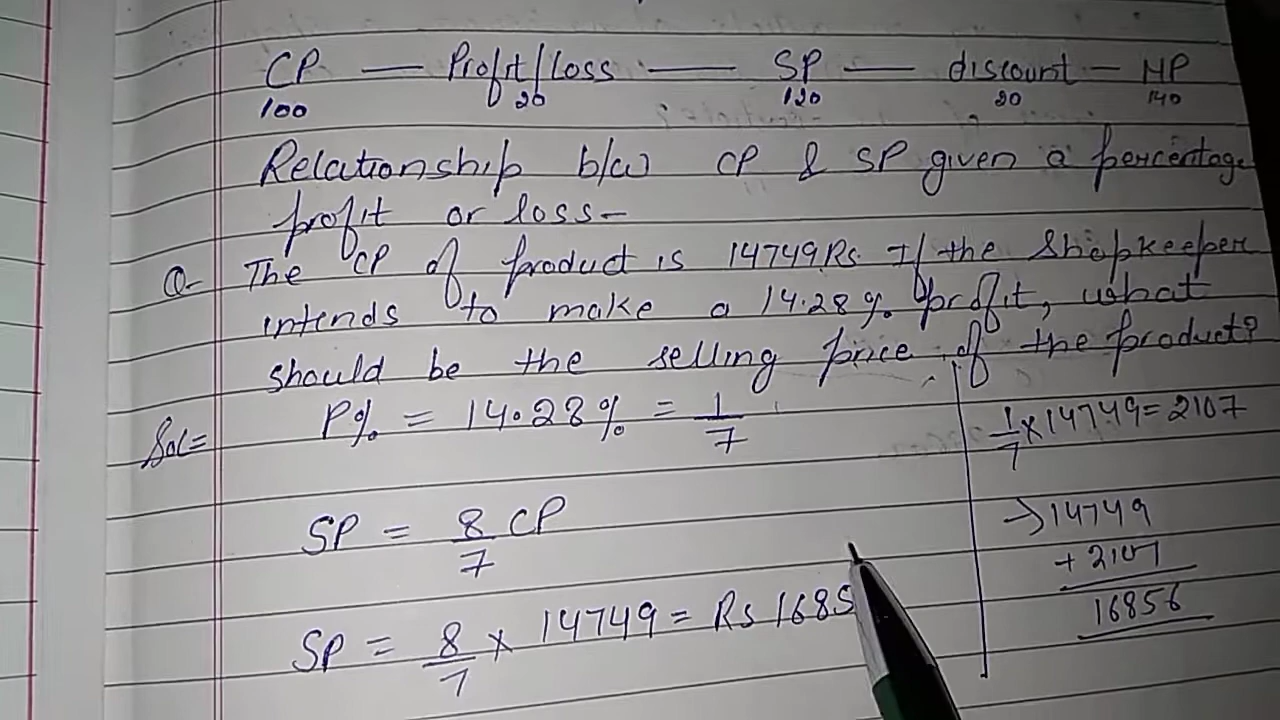 CP — Profit/Loss — SP — discount — MP
100 20 120 20 140
Relationship b/w CP & SP given a percentage
profit or loss-
Q- The CP of product is 14749 Rs. If the Shopkeeper
intends to make a 14.28% profit, what
should be the selling price of the product?
Sol= P% = 14.28% = 1/7
SP = 8/7 CP
SP = 8/7 × 14749 = Rs 1685
1/7 × 14749 = 2107
→ 14749
+ 2107
16856